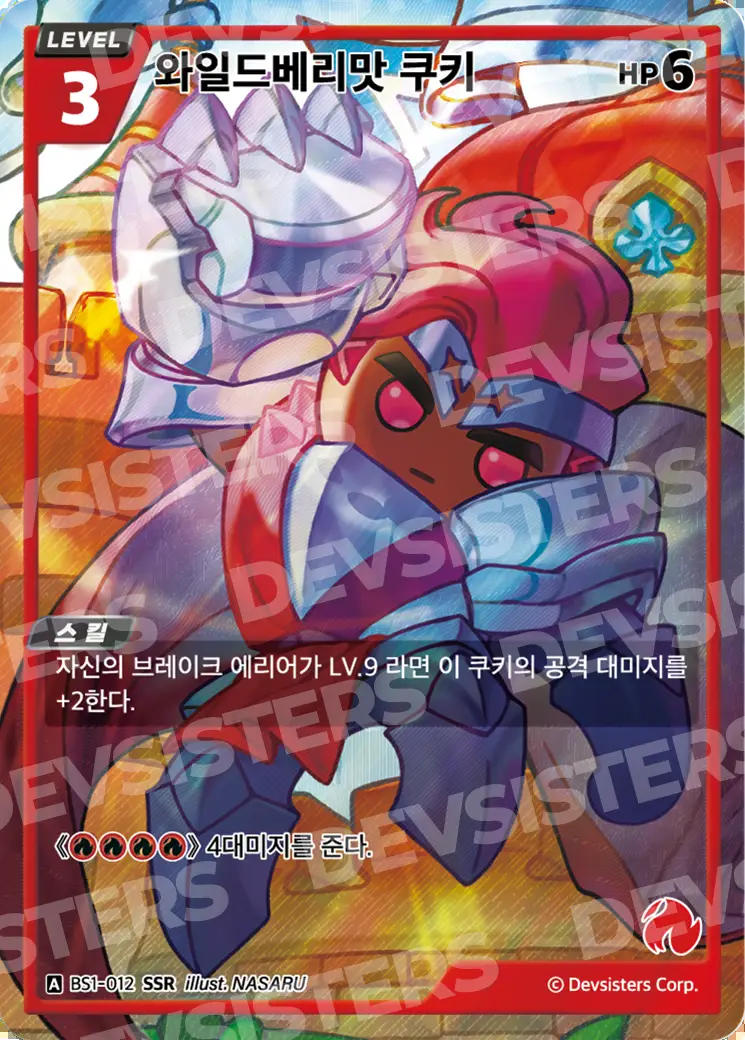 LEVEL
3
와일드베리맛 쿠키
HP 6
스킬
자신의 브레이크 에리어가 LV.9 라면 이 쿠키의 공격 대미지를
+2한다.
《》 4대미지를 준다.
A BS1-012 SSR illust. NASARU
© Devsisters Corp.
DEVSISTERS